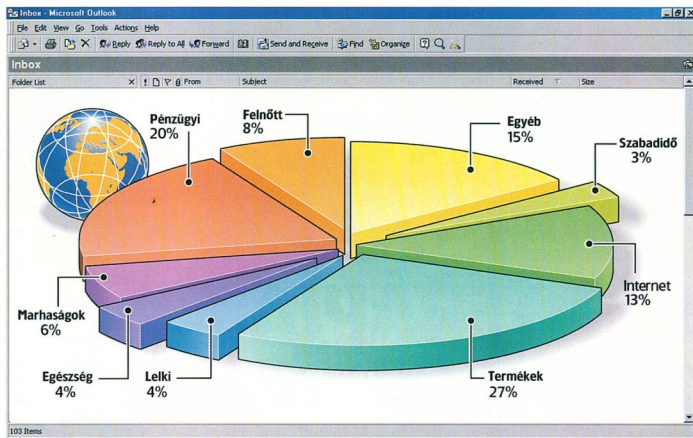 Inbox - Microsoft Outlook
File Edit View Go Tools Actions Help
Reply Reply to All Forward Send and Receive Find Organize
Inbox
Folder List From Subject Received Size
Pénzügyi
20%
Felnőtt
8%
Egyéb
15%
Szabadidő
3%
Internet
13%
Termékek
27%
Lelki
4%
Egészség
4%
Marhaságok
6%
103 Items